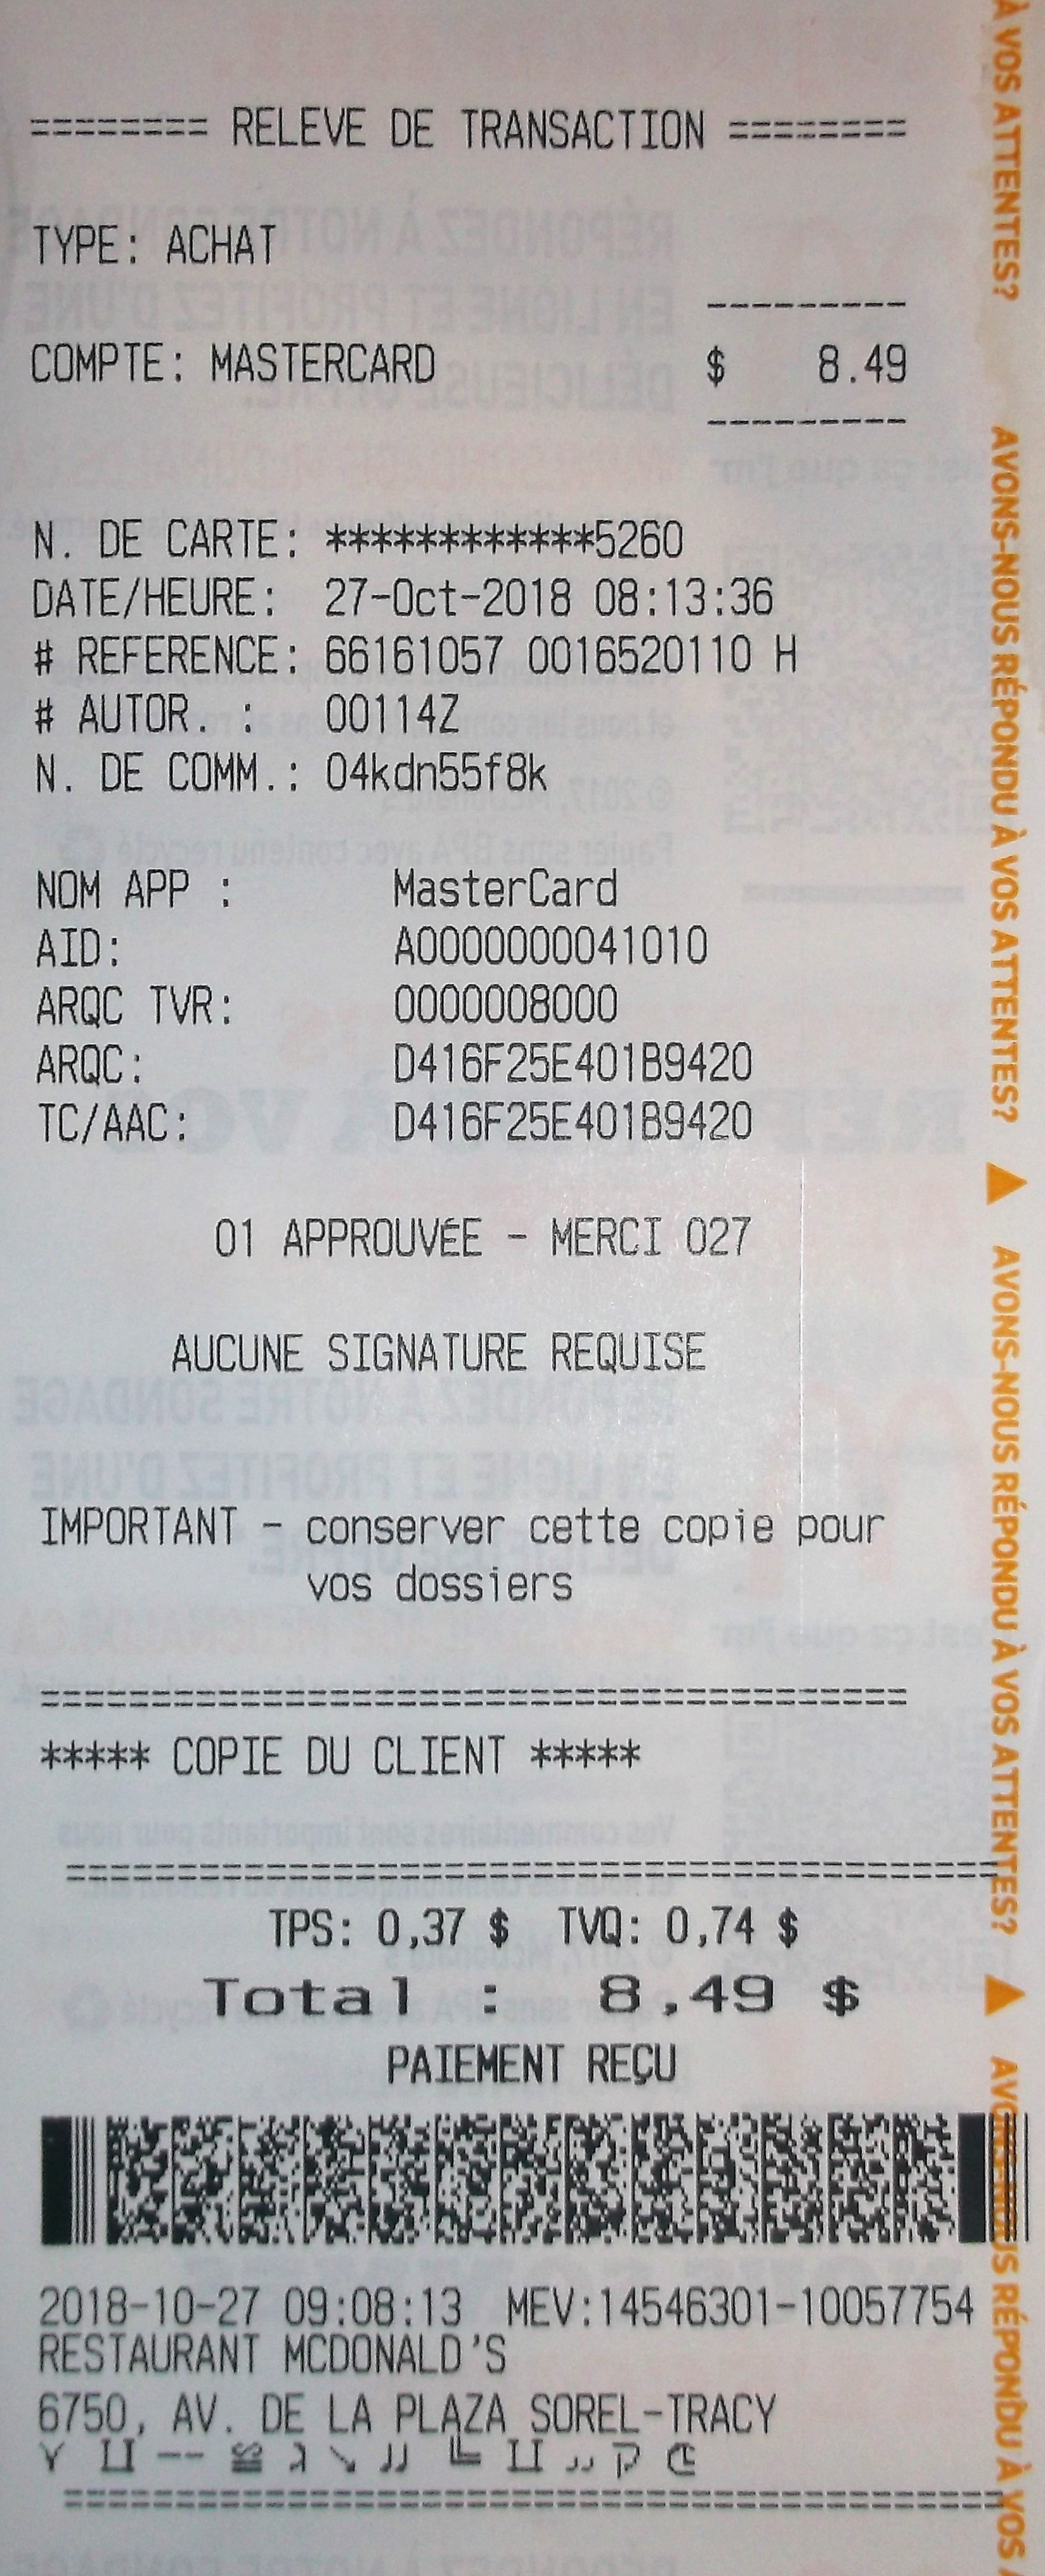 ======== RELEVE DE TRANSACTION ========
TYPE: ACHAT
---------
COMPTE: MASTERCARD $ 8.49
---------
N. DE CARTE: ************5260
DATE/HEURE: 27-Oct-2018 08:13:36
# REFERENCE: 66161057 0016520110 H
# AUTOR. : 00114Z
N. DE COMM.: 04kdn55f8k
NOM APP : MasterCard
AID: A0000000041010
ARQC TVR: 0000008000
ARQC: D416F25E401B9420
TC/AAC: D416F25E401B9420
01 APPROUVÉE - MERCI 027
AUCUNE SIGNATURE REQUISE
IMPORTANT - conserver cette copie pour
vos dossiers
=======================================
***** COPIE DU CLIENT *****
==========================================
TPS: 0,37 $ TVQ: 0,74 $
Total : 8,49 $
PAIEMENT REÇU
2018-10-27 09:08:13 MEV:14546301-10057754
RESTAURANT MCDONALD'S
6750, AV. DE LA PLAZA SOREL-TRACY
==========================================
À VOS ATTENTES?
AVONS-NOUS RÉPONDU À VOS ATTENTES?
AVONS-NOUS RÉPONDU À VOS ATTENTES?
AVONS-NOUS RÉPONDU À VOS